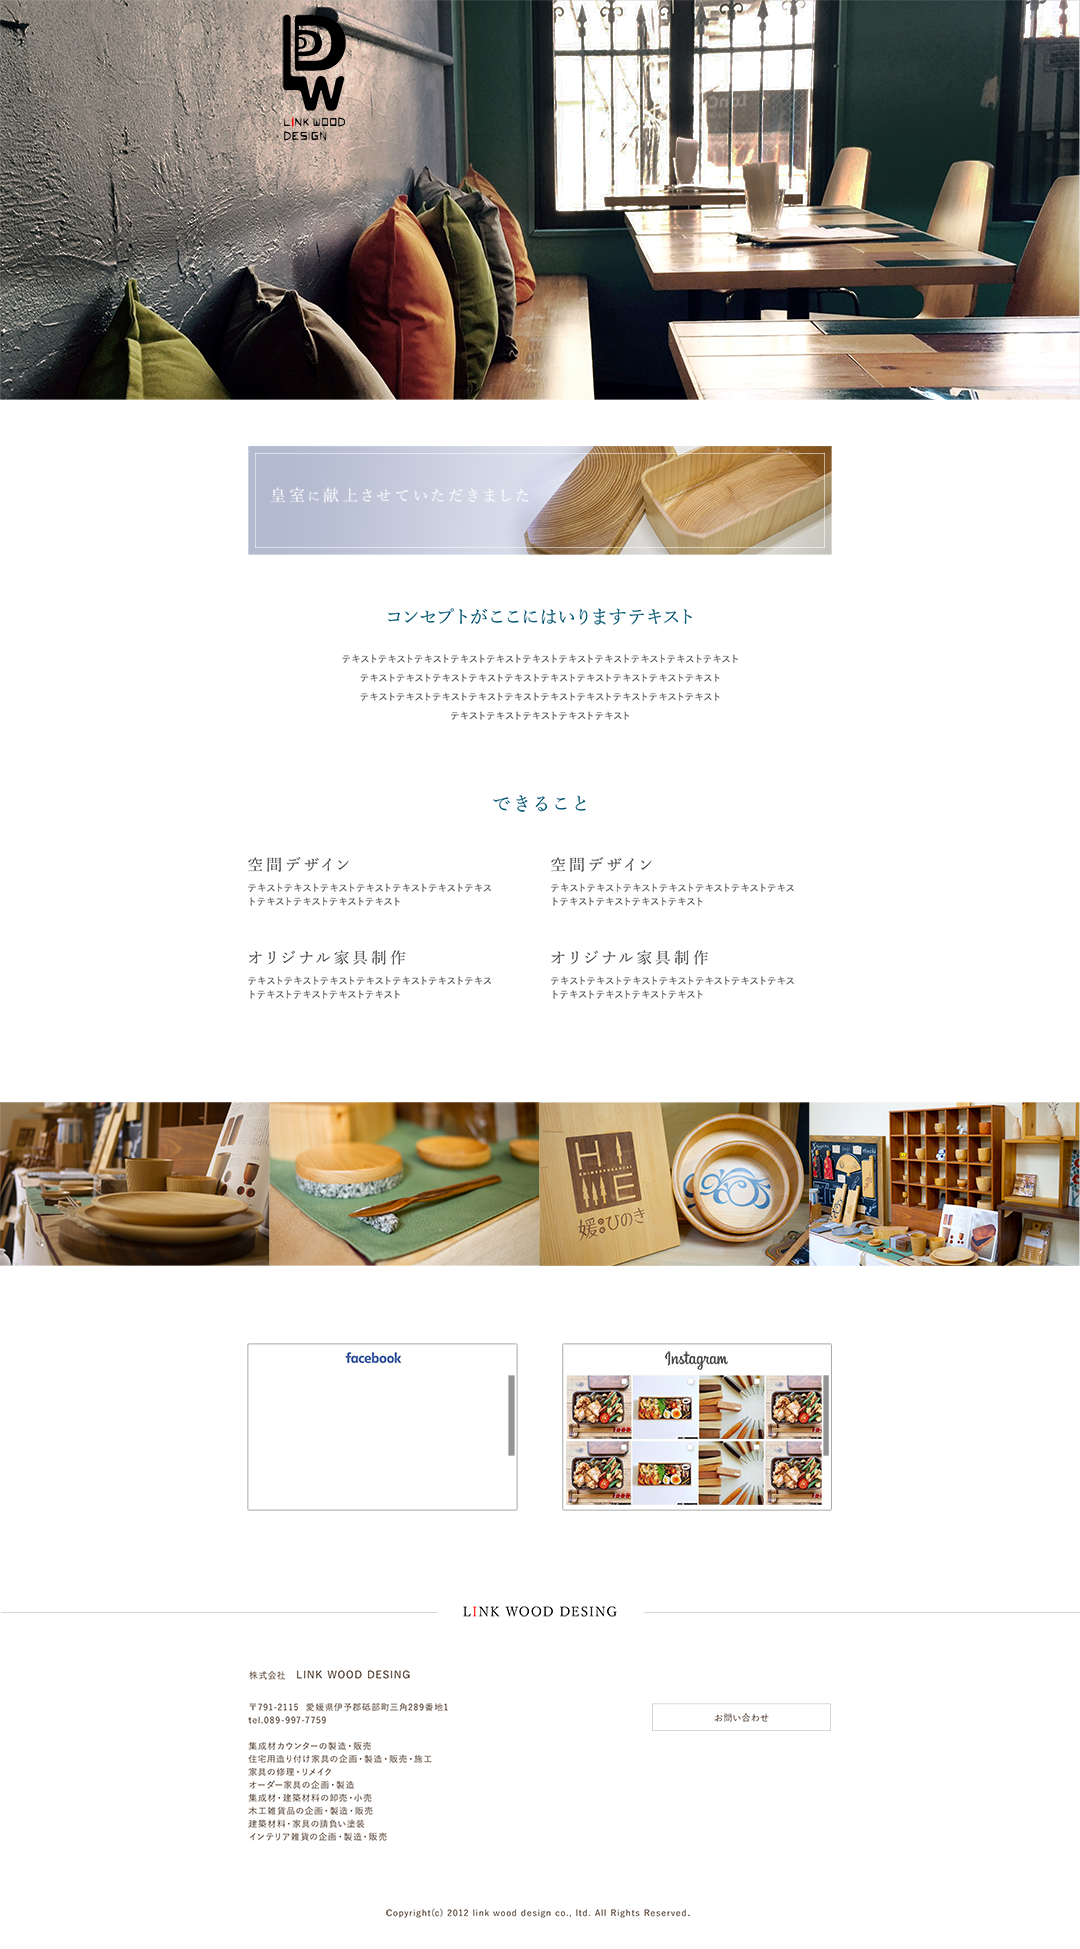 LINK WOOD
DESIGN
皇室に献上させていただきました
コンセプトがここにはいりますテキスト
テキストテキストテキストテキストテキストテキストテキストテキストテキストテキストテキスト
テキストテキストテキストテキストテキストテキストテキストテキストテキストテキスト
テキストテキストテキストテキストテキストテキストテキストテキストテキストテキスト
テキストテキストテキストテキストテキスト
できること
空間デザイン
テキストテキストテキストテキストテキストテキストテキス
トテキストテキストテキストテキスト
空間デザイン
テキストテキストテキストテキストテキストテキストテキス
トテキストテキストテキストテキスト
オリジナル家具制作
テキストテキストテキストテキストテキストテキストテキス
トテキストテキストテキストテキスト
オリジナル家具制作
テキストテキストテキストテキストテキストテキストテキス
トテキストテキストテキストテキスト
媛ひのき
facebook
Instagram
LINK WOOD DESING
株式会社 LINK WOOD DESING
〒791-2115 愛媛県伊予郡砥部町三角289番地1
tel.089-997-7759
お問い合わせ
集成材カウンターの製造・販売
住宅用造り付け家具の企画・製造・販売・施工
家具の修理・リメイク
オーダー家具の企画・製造
集成材・建築材料の卸売・小売
木工雑貨品の企画・製造・販売
建築材料・家具の請負い塗装
インテリア雑貨の企画・製造・販売
Copyright(c) 2012 link wood design co., ltd. All Rights Reserved.